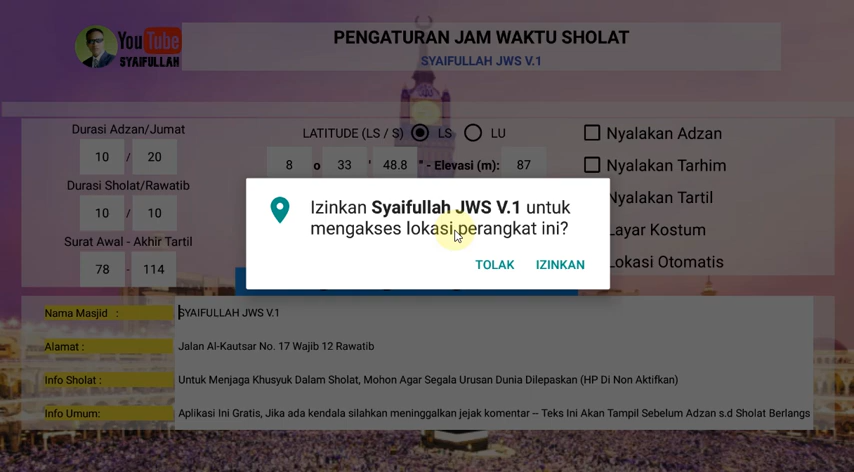 YouTube
SYAIFULLAH
PENGATURAN JAM WAKTU SHOLAT
SYAIFULLAH JWS V.1
Durasi Adzan/Jumat
10 / 20
Durasi Sholat/Rawatib
10 / 10
Surat Awal - Akhir Tartil
78 - 114
LATITUDE (LS / S) LS LU
8 o 33 ' 48.8 " - Elevasi (m): 87
Nyalakan Adzan
Nyalakan Tarhim
Nyalakan Tartil
Layar Kostum
Lokasi Otomatis
Izinkan Syaifullah JWS V.1 untuk
mengakses lokasi perangkat ini?
TOLAK IZINKAN
Nama Masjid : SYAIFULLAH JWS V.1
Alamat : Jalan Al-Kautsar No. 17 Wajib 12 Rawatib
Info Sholat : Untuk Menjaga Khusyuk Dalam Sholat, Mohon Agar Segala Urusan Dunia Dilepaskan (HP Di Non Aktifkan)
Info Umum: Aplikasi Ini Gratis, Jika ada kendala silahkan meninggalkan jejak komentar -- Teks Ini Akan Tampil Sebelum Adzan s.d Sholat Berlangs